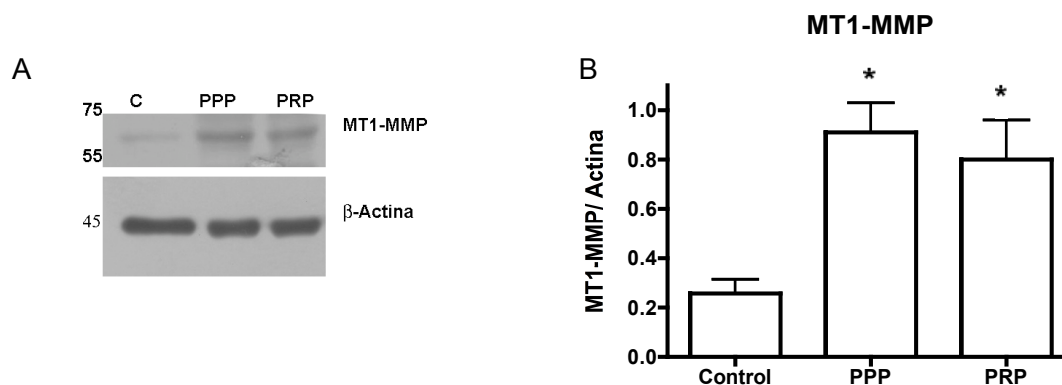 A
C PPP PRP
75
MT1-MMP
55
45
β-Actina
MT1-MMP
B
MT1-MMP/ Actina
1.0
0.8
0.6
0.4
0.2
0.0
* *
Control PPP PRP